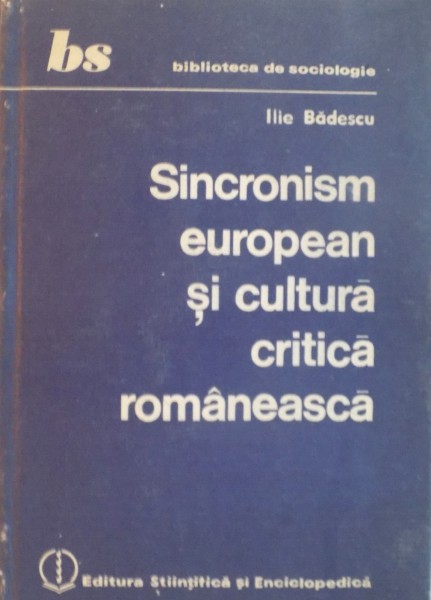 bs
biblioteca de sociologie
Ilie Bădescu
Sincronism
european
și cultură
critică
românească
Editura Științifică și Enciclopedică